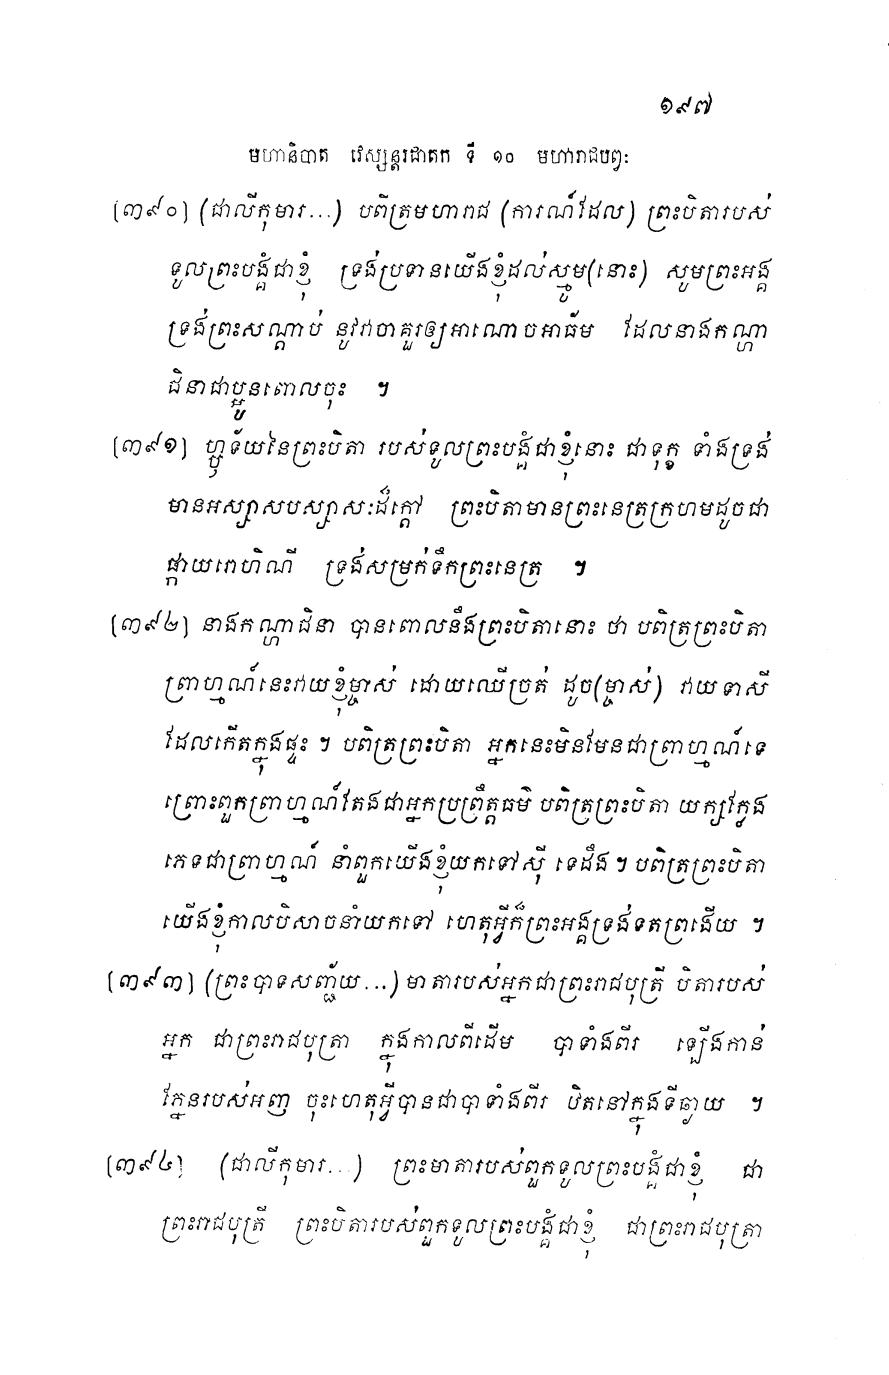 ១៩៧
មហានិបាត វេស្សន្តរជាតក ទី ១០ មហារាជបព្វៈ
[៣៩០] (ជាលីកុមារ...) បពិត្រមហារាជ (ការណ៍ដែល) ព្រះបិតារបស់
ទូលព្រះបង្គំជាខ្ញុំ ទ្រង់ប្រទានយើងខ្ញុំដល់ស្មូម(នោះ) សូមព្រះអង្គ
ទ្រង់ព្រះសណ្តាប់ នូវវាចាគួរឲ្យអាណោចអាធ័ម ដែលនាងកណ្ហា
ជិនាជាប្អូនពោលចុះ ។
[៣៩១] ហ្ឫទ័យនៃព្រះបិតា របស់ទូលព្រះបង្គំជាខ្ញុំនោះ ជាទុក្ខ ទាំងទ្រង់
មានអស្សាសបស្សាសៈដ៏ក្តៅ ព្រះបិតាមានព្រះនេត្រក្រហមដូចជា
ផ្កាយរោហិណី ទ្រង់សម្រក់ទឹកព្រះនេត្រ ។
[៣៩២] នាងកណ្ហាជិនា បានពោលនឹងព្រះបិតានោះ ថា បពិត្រព្រះបិតា
ព្រាហ្មណ៍នេះវាយខ្ញុំម្ចាស់ ដោយឈើច្រត់ ដូច(ម្ចាស់) វាយទាសី
ដែលកើតក្នុងផ្ទះ ។ បពិត្រព្រះបិតា អ្នកនេះមិនមែនជាព្រាហ្មណ៍ទេ
ព្រោះពួកព្រាហ្មណ៍តែងជាអ្នកប្រព្រឹត្តធម៌ បពិត្រព្រះបិតា យក្សក្លែង
ភេទជាព្រាហ្មណ៍ នាំពួកយើងខ្ញុំយកទៅស៊ី ទេដឹង ។ បពិត្រព្រះបិតា
យើងខ្ញុំកាលបិសាចនាំយកទៅ ហេតុអ្វីក៏ព្រះអង្គទ្រង់ទតព្រងើយ ។
[៣៩៣] (ព្រះបាទសញ្ជ័យ...) មាតារបស់អ្នកជាព្រះរាជបុត្រី បិតារបស់
អ្នក ជាព្រះរាជបុត្រា ក្នុងកាលពីដើម បាទាំងពីរ ឡើងកាន់
ភ្នែនរបស់អញ ចុះហេតុអ្វីបានជាបាទាំងពីរ ឋិតនៅក្នុងទីឆ្ងាយ ។
[៣៩៤] (ជាលីកុមារ...) ព្រះមាតារបស់ពួកទូលព្រះបង្គំជាខ្ញុំ ជា
ព្រះរាជបុត្រី ព្រះបិតារបស់ពួកទូលព្រះបង្គំជាខ្ញុំ ជាព្រះរាជបុត្រា